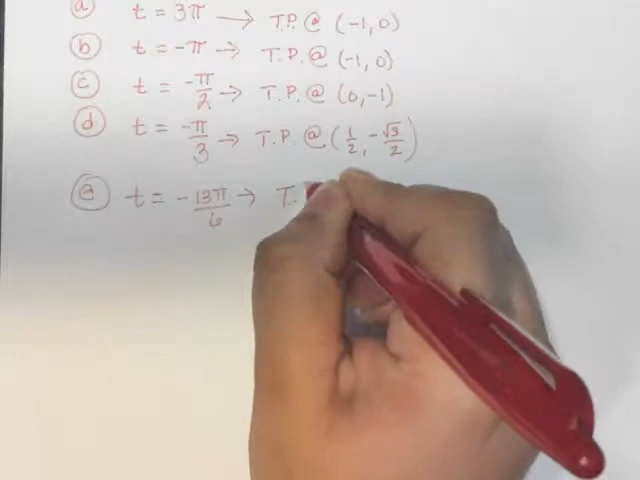 (a) t = 3π → T.P. @ (-1, 0)
(b) t = -π → T.P. @ (-1, 0)
(c) t = -π/2 → T.P. @ (0, -1)
(d) t = -π/3 → T.P. @ (1/2, -√3/2)
(e) t = -13π/6 → T.